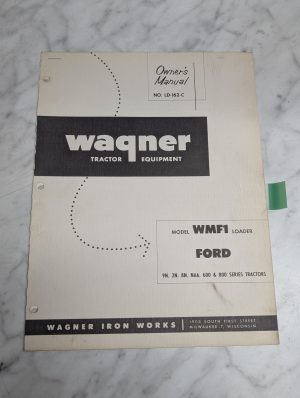 Owner's
Manual
NO. LD-162-C
wagner
TRACTOR EQUIPMENT
MODEL WMF1 LOADER
FORD
9N, 2N, 8N, NAA, 600 & 800 SERIES TRACTORS
WAGNER IRON WORKS
1905 SOUTH FIRST STREET
MILWAUKEE 7, WISCONSIN